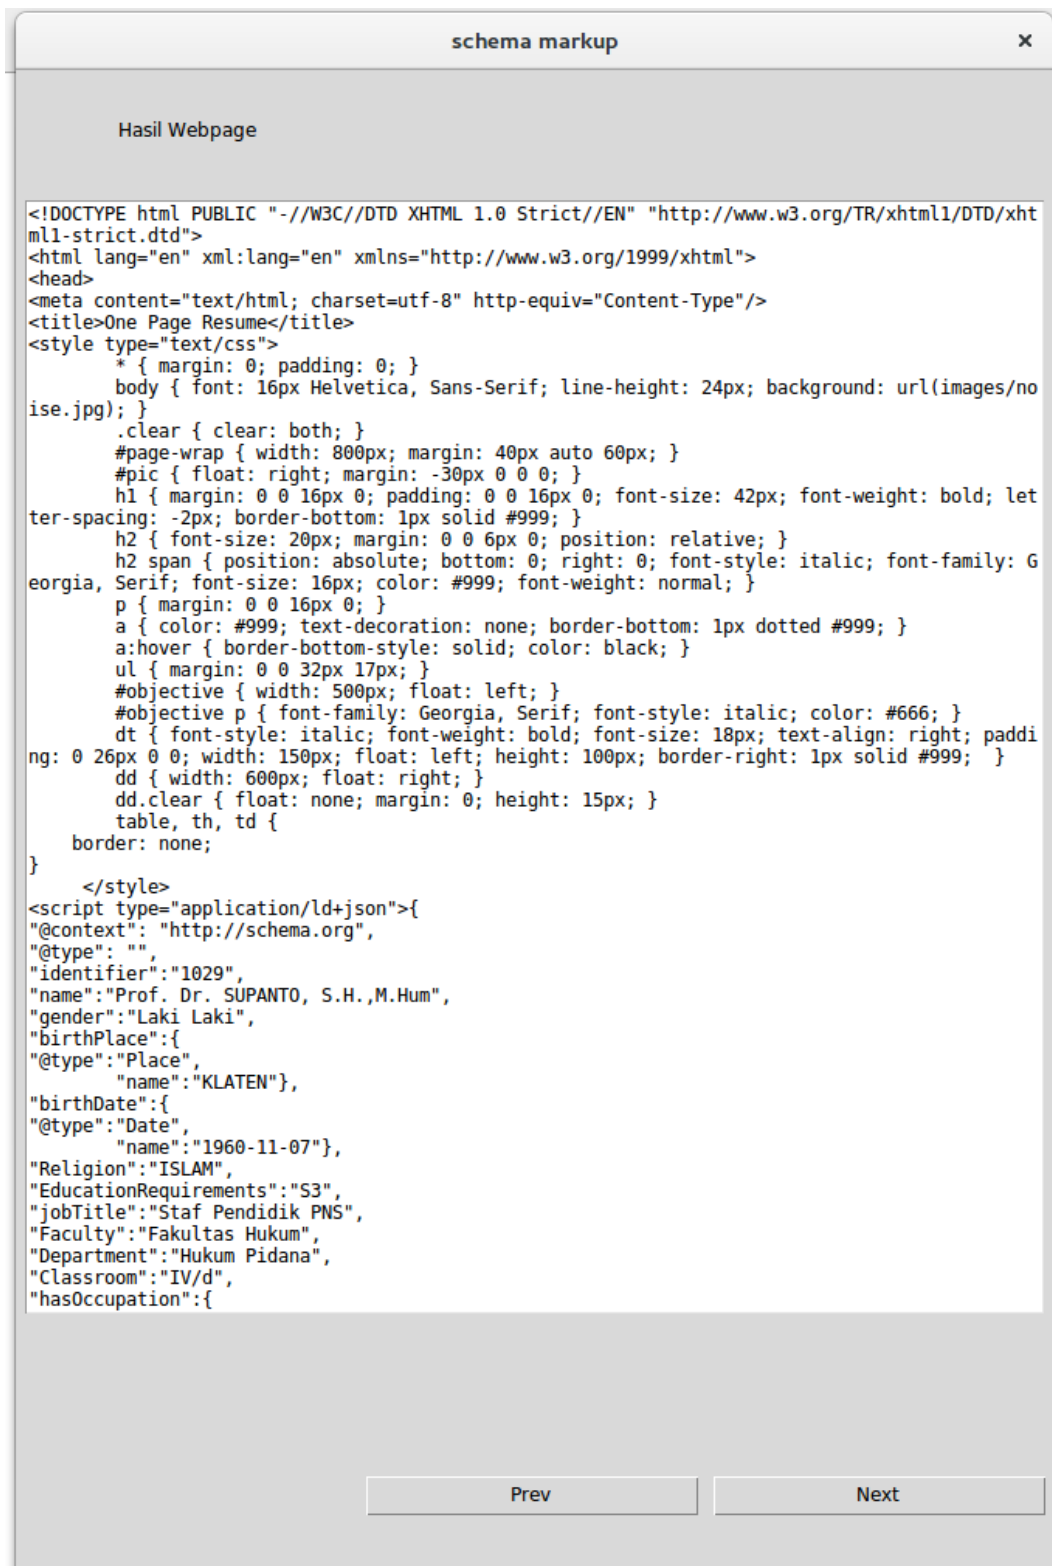 schema markup ×
Hasil Webpage
<!DOCTYPE html PUBLIC "-//W3C//DTD XHTML 1.0 Strict//EN" "http://www.w3.org/TR/xhtml1/DTD/xht
ml1-strict.dtd">
<html lang="en" xml:lang="en" xmlns="http://www.w3.org/1999/xhtml">
<head>
<meta content="text/html; charset=utf-8" http-equiv="Content-Type"/>
<title>One Page Resume</title>
<style type="text/css">
        * { margin: 0; padding: 0; }
        body { font: 16px Helvetica, Sans-Serif; line-height: 24px; background: url(images/no
ise.jpg); }
        .clear { clear: both; }
        #page-wrap { width: 800px; margin: 40px auto 60px; }
        #pic { float: right; margin: -30px 0 0 0; }
        h1 { margin: 0 0 16px 0; padding: 0 0 16px 0; font-size: 42px; font-weight: bold; let
ter-spacing: -2px; border-bottom: 1px solid #999; }
        h2 { font-size: 20px; margin: 0 0 6px 0; position: relative; }
        h2 span { position: absolute; bottom: 0; right: 0; font-style: italic; font-family: G
eorgia, Serif; font-size: 16px; color: #999; font-weight: normal; }
        p { margin: 0 0 16px 0; }
        a { color: #999; text-decoration: none; border-bottom: 1px dotted #999; }
        a:hover { border-bottom-style: solid; color: black; }
        ul { margin: 0 0 32px 17px; }
        #objective { width: 500px; float: left; }
        #objective p { font-family: Georgia, Serif; font-style: italic; color: #666; }
        dt { font-style: italic; font-weight: bold; font-size: 18px; text-align: right; paddi
ng: 0 26px 0 0; width: 150px; float: left; height: 100px; border-right: 1px solid #999;  }
        dd { width: 600px; float: right; }
        dd.clear { float: none; margin: 0; height: 15px; }
        table, th, td {
    border: none;
}
     </style>
<script type="application/ld+json">{
"@context": "http://schema.org",
"@type": "",
"identifier":"1029",
"name":"Prof. Dr. SUPANTO, S.H.,M.Hum",
"gender":"Laki Laki",
"birthPlace":{
"@type":"Place",
        "name":"KLATEN"},
"birthDate":{
"@type":"Date",
        "name":"1960-11-07"},
"Religion":"ISLAM",
"EducationRequirements":"S3",
"jobTitle":"Staf Pendidik PNS",
"Faculty":"Fakultas Hukum",
"Department":"Hukum Pidana",
"Classroom":"IV/d",
"hasOccupation":{
Prev Next